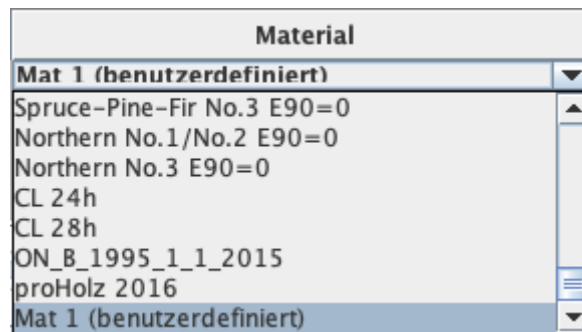 Material
Mat 1 (benutzerdefiniert)
Spruce-Pine-Fir No.3 E90=0
Northern No.1/No.2 E90=0
Northern No.3 E90=0
CL 24h
CL 28h
ON_B_1995_1_1_2015
proHolz 2016
Mat 1 (benutzerdefiniert)